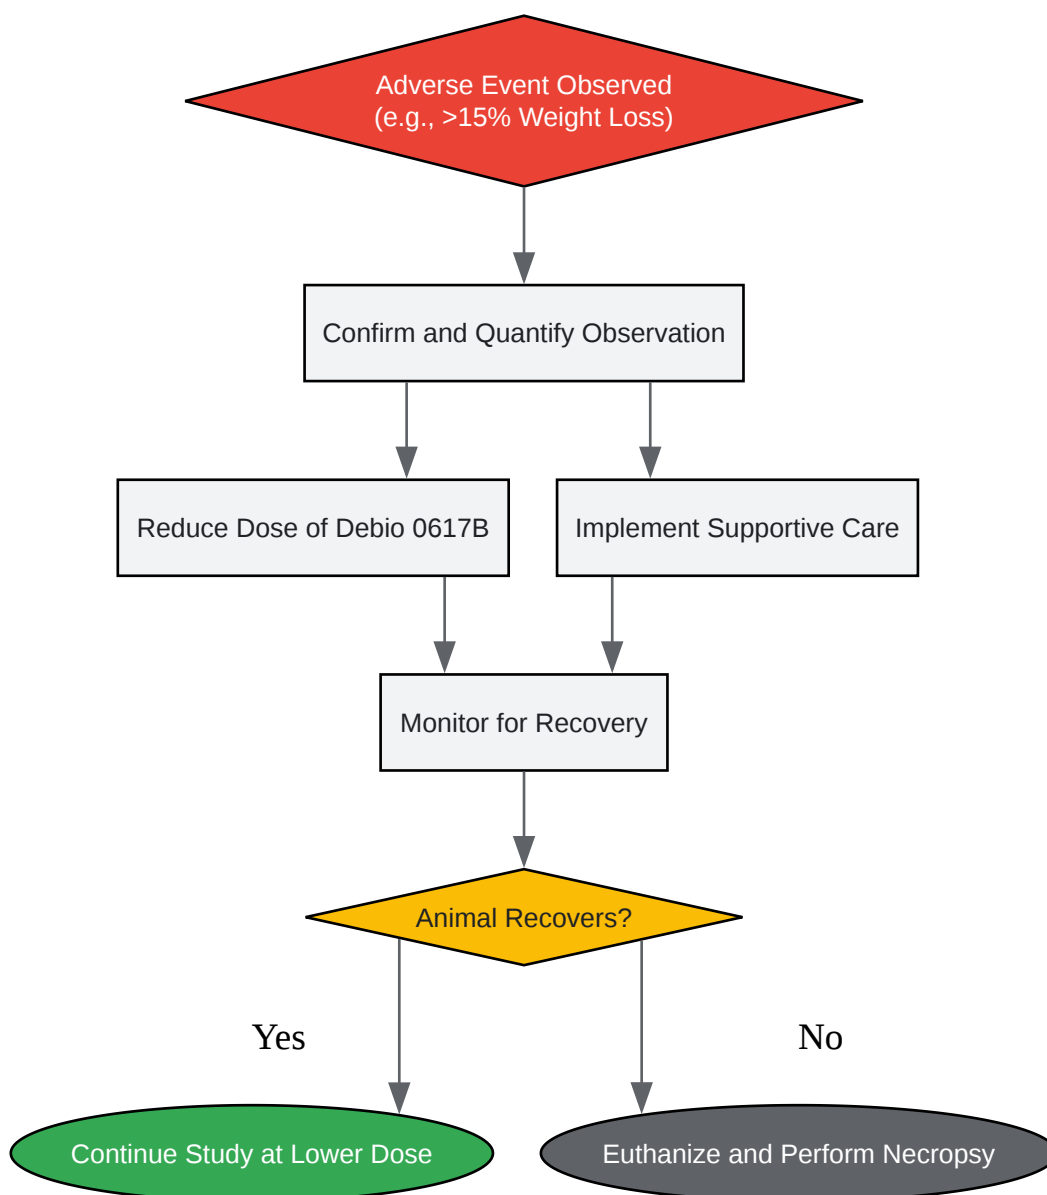 Adverse Event Observed
(e.g., >15% Weight Loss)
Confirm and Quantify Observation
Reduce Dose of Debio 0617B
Implement Supportive Care
Monitor for Recovery
Animal Recovers?
Yes
No
Continue Study at Lower Dose
Euthanize and Perform Necropsy